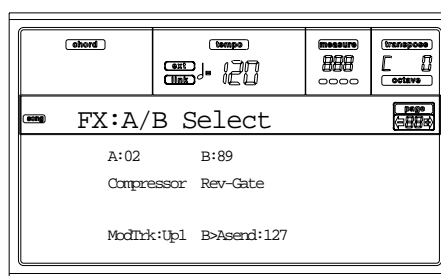 chord tempo measure transpose
ext
link
♩= 120 888 C 0
octave
song FX:A/B Select page
A:02 B:89
Compressor Rev-Gate
ModTrk:Up1 B>Asend:127